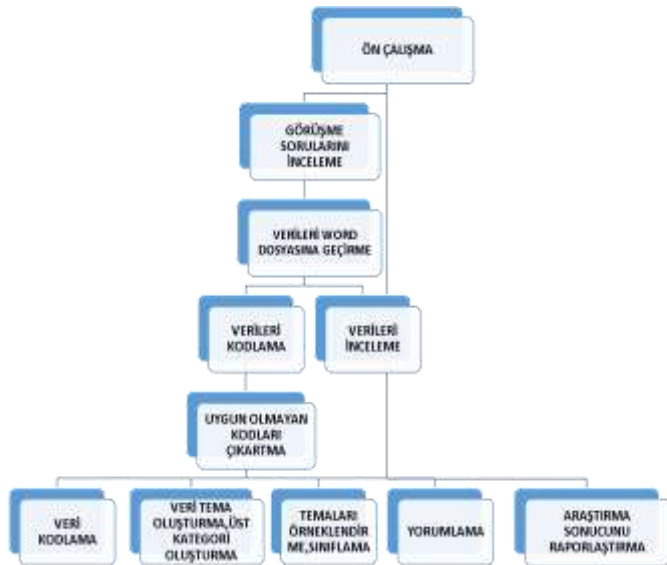 ÖN ÇALIŞMA
GÖRÜŞME
SORULARINI
İNCELEME
VERİLERİ WORD
DOSYASINA GEÇİRME
VERİLERİ
KODLAMA
VERİLERİ
İNCELEME
UYGUN OLMAYAN
KODLARI
ÇIKARTMA
VERİ
KODLAMA
VERİ TEMA
OLUŞTURMA,ÜST
KATEGORİ
OLUŞTURMA
TEMALARI
ÖRNEKLENDİR
ME,SINIFLAMA
YORUMLAMA
ARAŞTIRMA
SONUCUNU
RAPORLAŞTIRMA